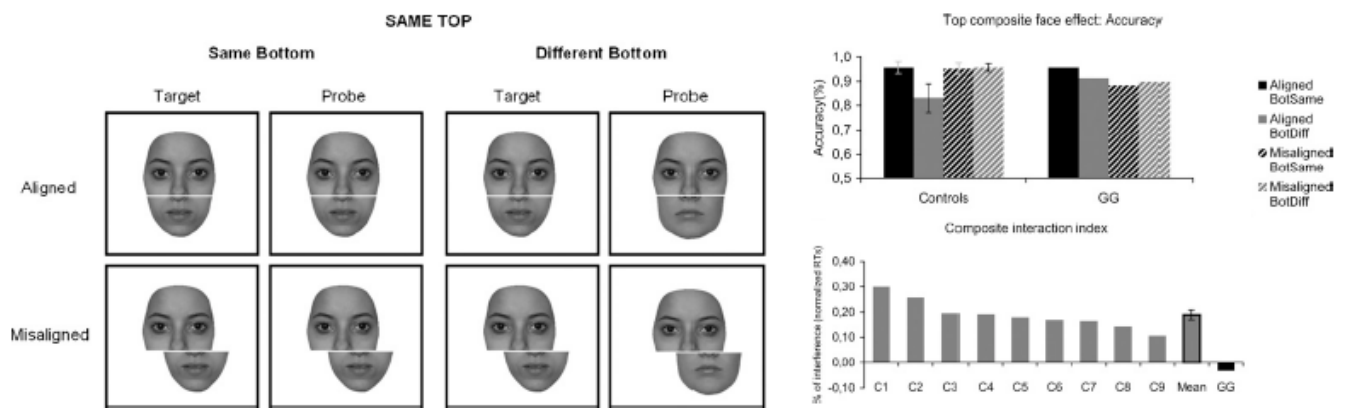 SAME TOP
Same Bottom
Different Bottom
Target
Probe
Target
Probe
Aligned
Misaligned
Top composite face effect: Accuracy
Accuracy(%)
1,0
0,9
0,8
0,7
0,6
0,5
Controls
GG
Aligned
BotSame
Aligned
BotDiff
Misaligned
BotSame
Misaligned
BotDiff
Composite interaction index
% of interference (normalized RTs)
0,40
0,30
0,20
0,10
0,00
-0,10
C1 C2 C3 C4 C5 C6 C7 C8 C9 Mean GG